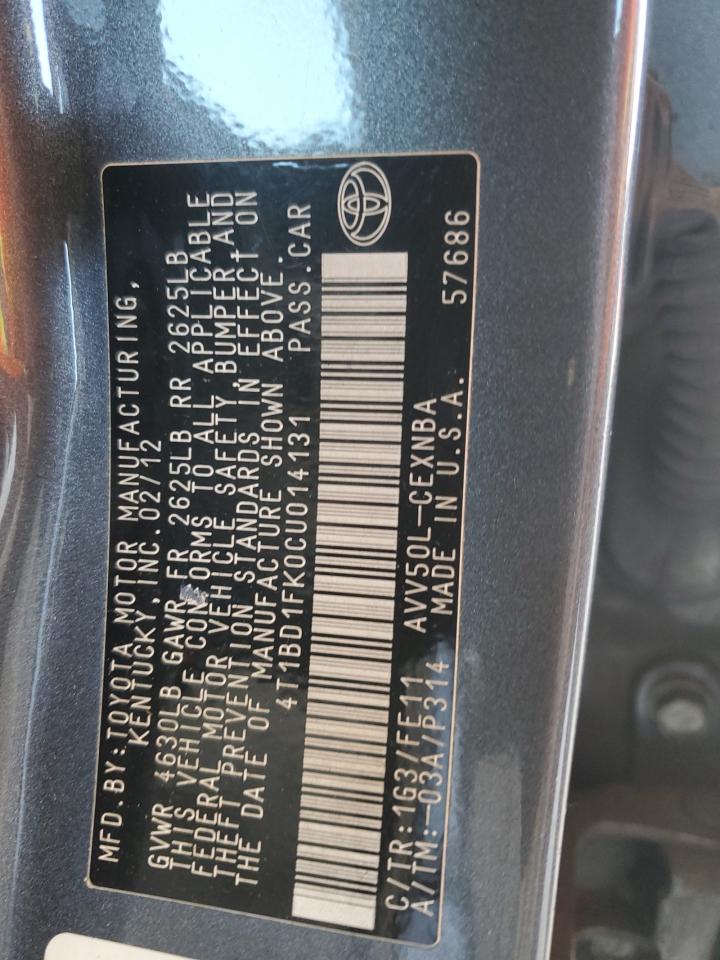 MFD.BY:TOYOTA MOTOR MANUFACTURING,
KENTUCKY,INC.02/12
GVWR 4630LB GAWR FR 2625LB RR 2625LB
THIS VEHICLE CONFORMS TO ALL APPLICABLE
FEDERAL MOTOR VEHICLE SAFETY,BUMPER,AND
THEFT PREVENTION STANDARDS IN EFFECT ON
THE DATE OF MANUFACTURE SHOWN ABOVE.
4T1BD1FK0CU014131 PASS.CAR
C/TR:1G3/FE11 AVV50L-CEXNBA
A/TM:-03A/P314 MADE IN U.S.A. 57686